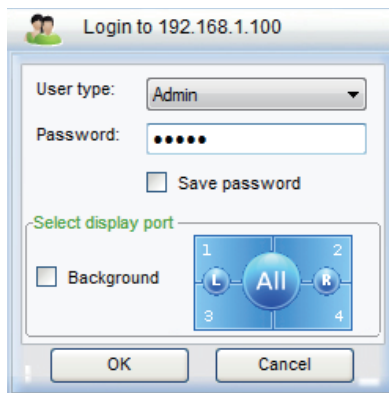 Login to 192.168.1.100
User type: Admin
Password: •••••
Save password
Select display port
Background
1 2
L All R
3 4
OK Cancel